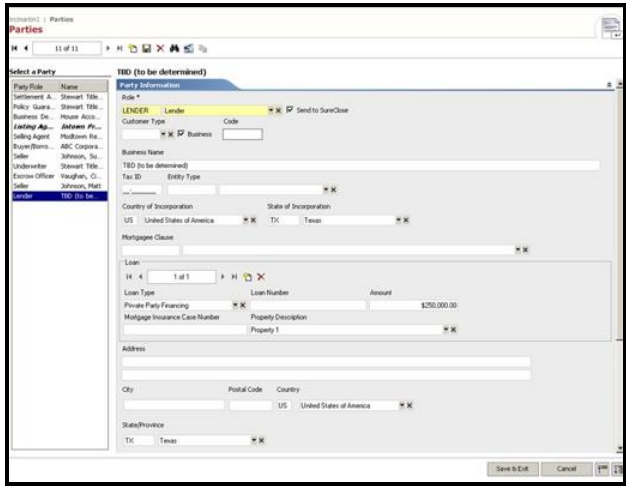 Parties
Parties
11 of 11
Select a Party
TBD (to be determined)
Party Role Name
Party Information
Settlement A... Stewart Title...
Policy Guara... Stewart Title...
Business De... House Acco...
Listing Ag... Intown Pr...
Selling Agent Modtown Re...
Buyer/Borro... ABC Corpora...
Seller Johnson, Su...
Underwriter Stewart Title...
Escrow Officer Vaughan, Ci...
Seller Johnson, Matt
Lender TBD (to be...
Role *
LENDER Lender Send to SureClose
Customer Type Code
Business
Business Name
TBD (to be determined)
Tax ID Entity Type
Country of Incorporation State of Incorporation
US United States of America TX Texas
Mortgagee Clause
Loan
1 of 1
Loan Type Loan Number Amount
Private Party Financing $250,000.00
Mortgage Insurance Case Number Property Description
Property 1
Address
City Postal Code Country
US United States of America
State/Province
TX Texas
Save & Exit Cancel